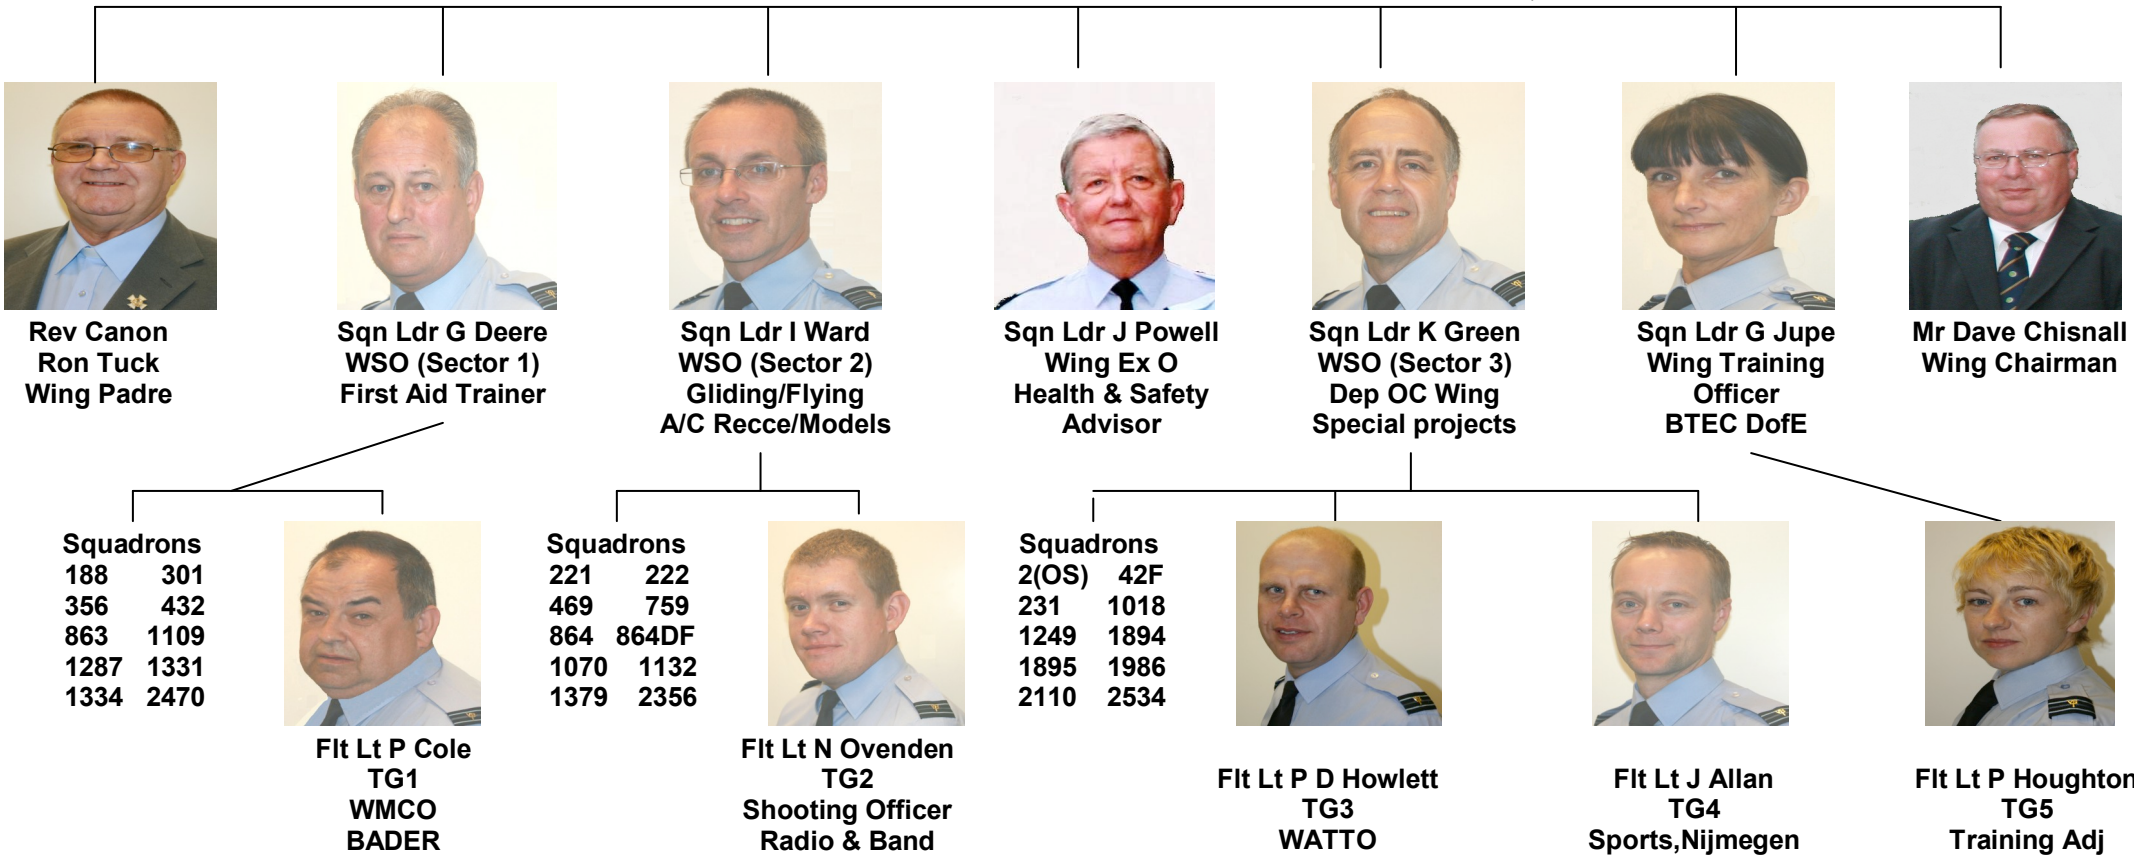 Rev Canon
Ron Tuck
Wing Padre
Sqn Ldr G Deere
WSO (Sector 1)
First Aid Trainer
Sqn Ldr I Ward
WSO (Sector 2)
Gliding/Flying
A/C Recce/Models
Sqn Ldr J Powell
Wing Ex O
Health & Safety
Advisor
Sqn Ldr K Green
WSO (Sector 3)
Dep OC Wing
Special projects
Sqn Ldr G Jupe
Wing Training
Officer
BTEC DofE
Mr Dave Chisnall
Wing Chairman
Squadrons
188 301
356 432
863 1109
1287 1331
1334 2470
Flt Lt P Cole
TG1
WMCO
BADER
Squadrons
221 222
469 759
864 864DF
1070 1132
1379 2356
Flt Lt N Ovenden
TG2
Shooting Officer
Radio & Band
Squadrons
2(OS) 42F
231 1018
1249 1894
1895 1986
2110 2534
Flt Lt P D Howlett
TG3
WATTO
Flt Lt J Allan
TG4
Sports,Nijmegen
Flt Lt P Houghton
TG5
Training Adj